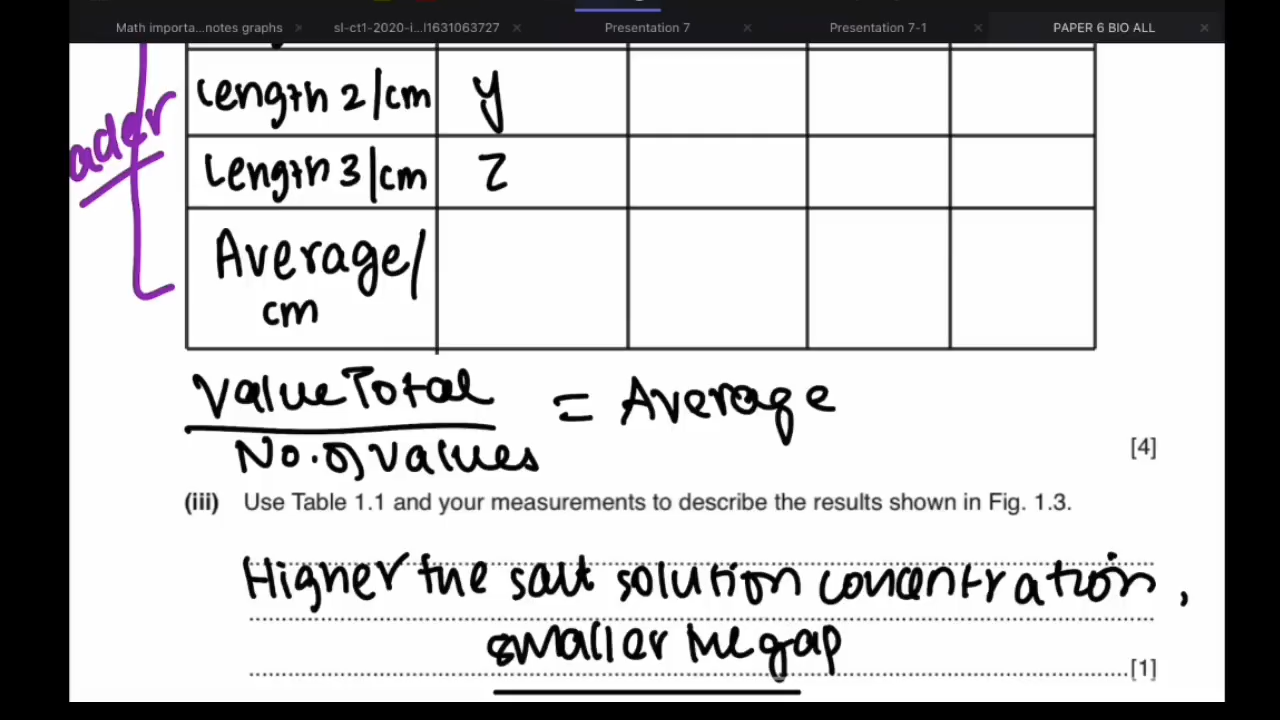 Math importa...notes graphs
sl-ct1-2020-i...l1631063727
Presentation 7
Presentation 7-1
PAPER 6 BIO ALL
Length 2/cm y
Length 3/cm z
Average/
cm
Value Total
No. of values
= Average
[4]
(iii) Use Table 1.1 and your measurements to describe the results shown in Fig. 1.3.
Higher the salt solution concentration,
smaller the gap
[1]